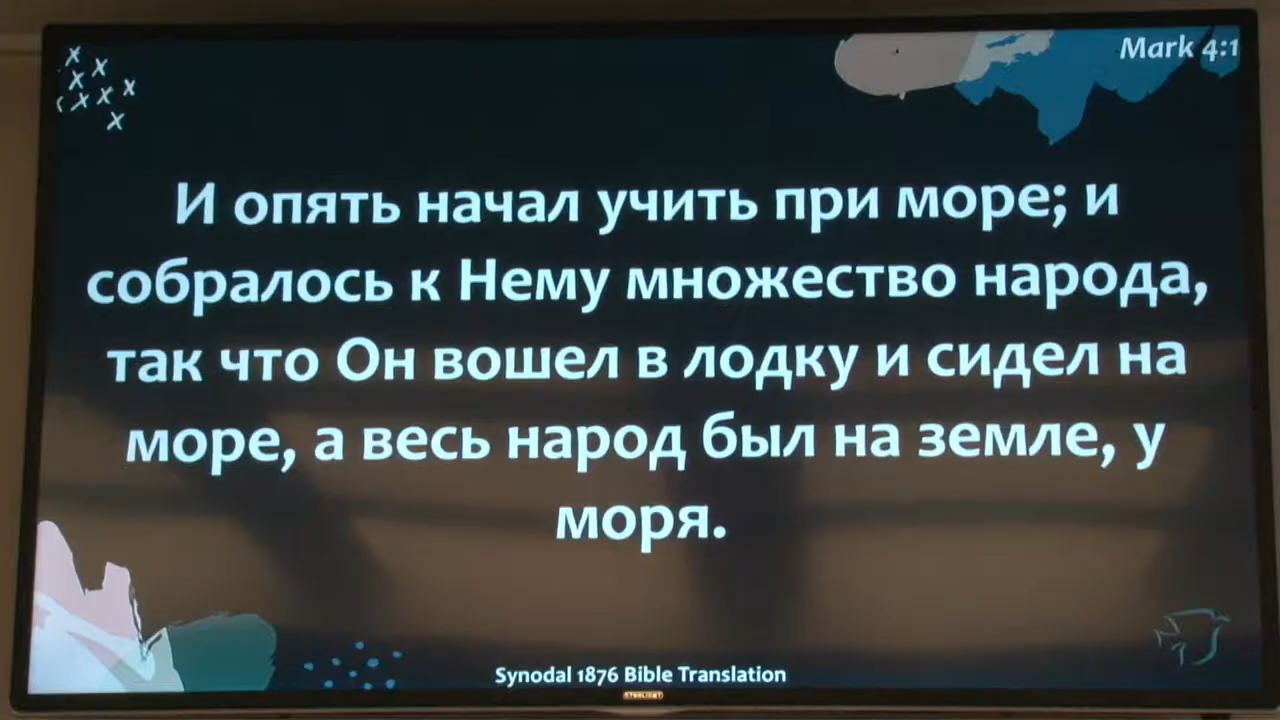 Mark 4:1
И опять начал учить при море; и
собралось к Нему множество народа,
так что Он вошел в лодку и сидел на
море, а весь народ был на земле, у
моря.
Synodal 1876 Bible Translation
STARLIGHT